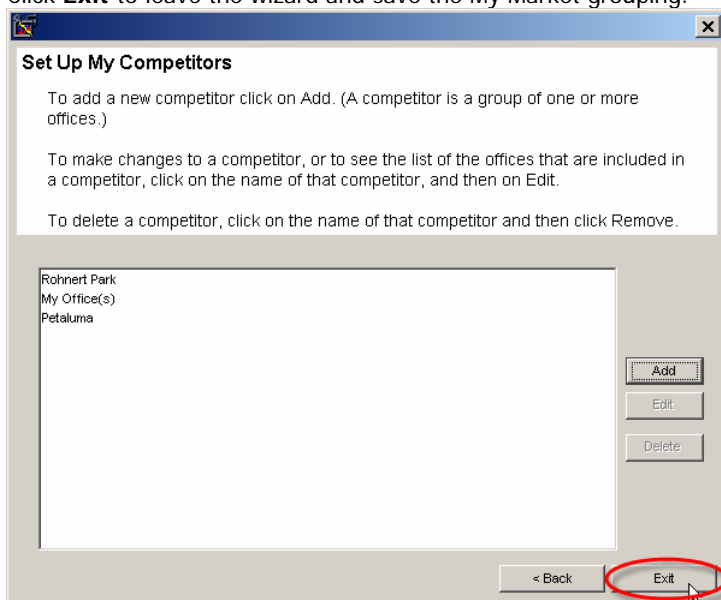 click Exit to leave the wizard and save the My Market grouping.
Set Up My Competitors
To add a new competitor click on Add. (A competitor is a group of one or more
offices.)
To make changes to a competitor, or to see the list of the offices that are included in
a competitor, click on the name of that competitor, and then on Edit.
To delete a competitor, click on the name of that competitor and then click Remove.
Rohnert Park
My Office(s)
Petaluma
Add
Edit
Delete
< Back
Exit